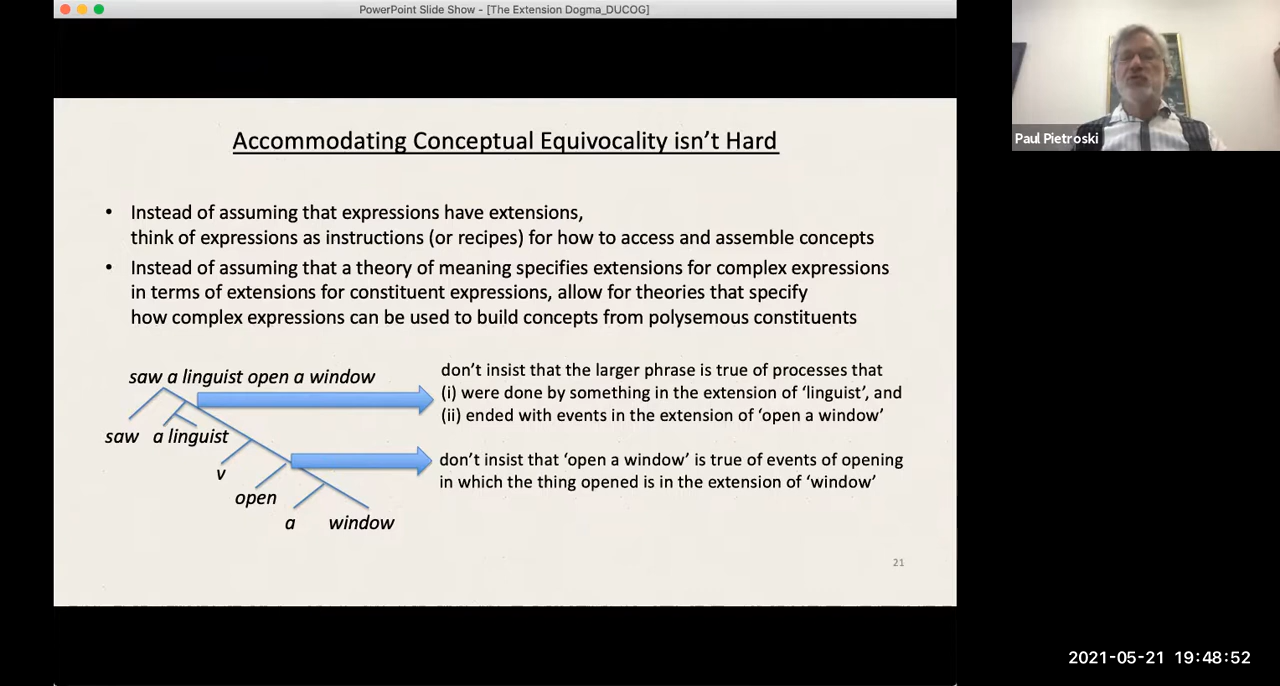 PowerPoint Slide Show - [The Extension Dogma_DUCOG]
Paul Pietroski
Accommodating Conceptual Equivocality isn't Hard
• Instead of assuming that expressions have extensions,
think of expressions as instructions (or recipes) for how to access and assemble concepts
• Instead of assuming that a theory of meaning specifies extensions for complex expressions
in terms of extensions for constituent expressions, allow for theories that specify
how complex expressions can be used to build concepts from polysemous constituents
saw a linguist open a window
saw a linguist
v
open
a window
don't insist that the larger phrase is true of processes that
(i) were done by something in the extension of 'linguist', and
(ii) ended with events in the extension of 'open a window'
don't insist that 'open a window' is true of events of opening
in which the thing opened is in the extension of 'window'
21
2021-05-21 19:48:52